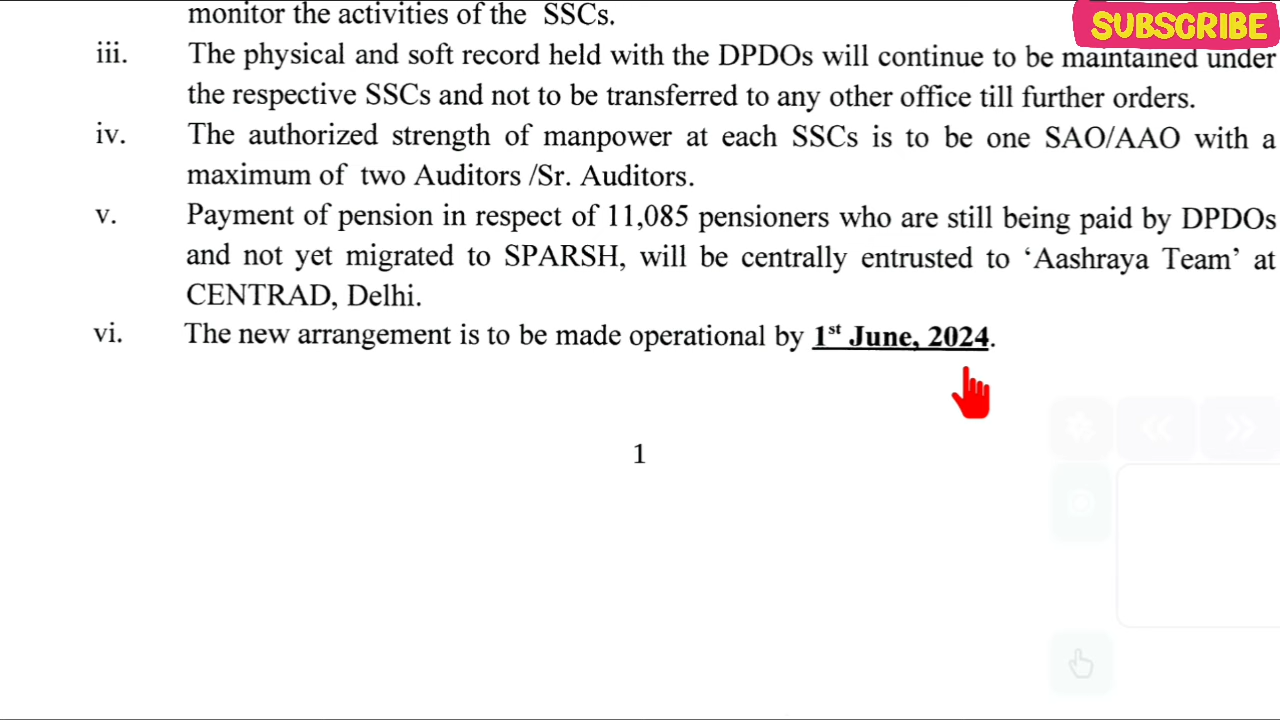 monitor the activities of the SSCs.
SUBSCRIBE
iii. The physical and soft record held with the DPDOs will continue to be maintained under
the respective SSCs and not to be transferred to any other office till further orders.
iv. The authorized strength of manpower at each SSCs is to be one SAO/AAO with a
maximum of two Auditors /Sr. Auditors.
v. Payment of pension in respect of 11,085 pensioners who are still being paid by DPDOs
and not yet migrated to SPARSH, will be centrally entrusted to ‘Aashraya Team’ at
CENTRAD, Delhi.
vi. The new arrangement is to be made operational by 1st June, 2024.
1